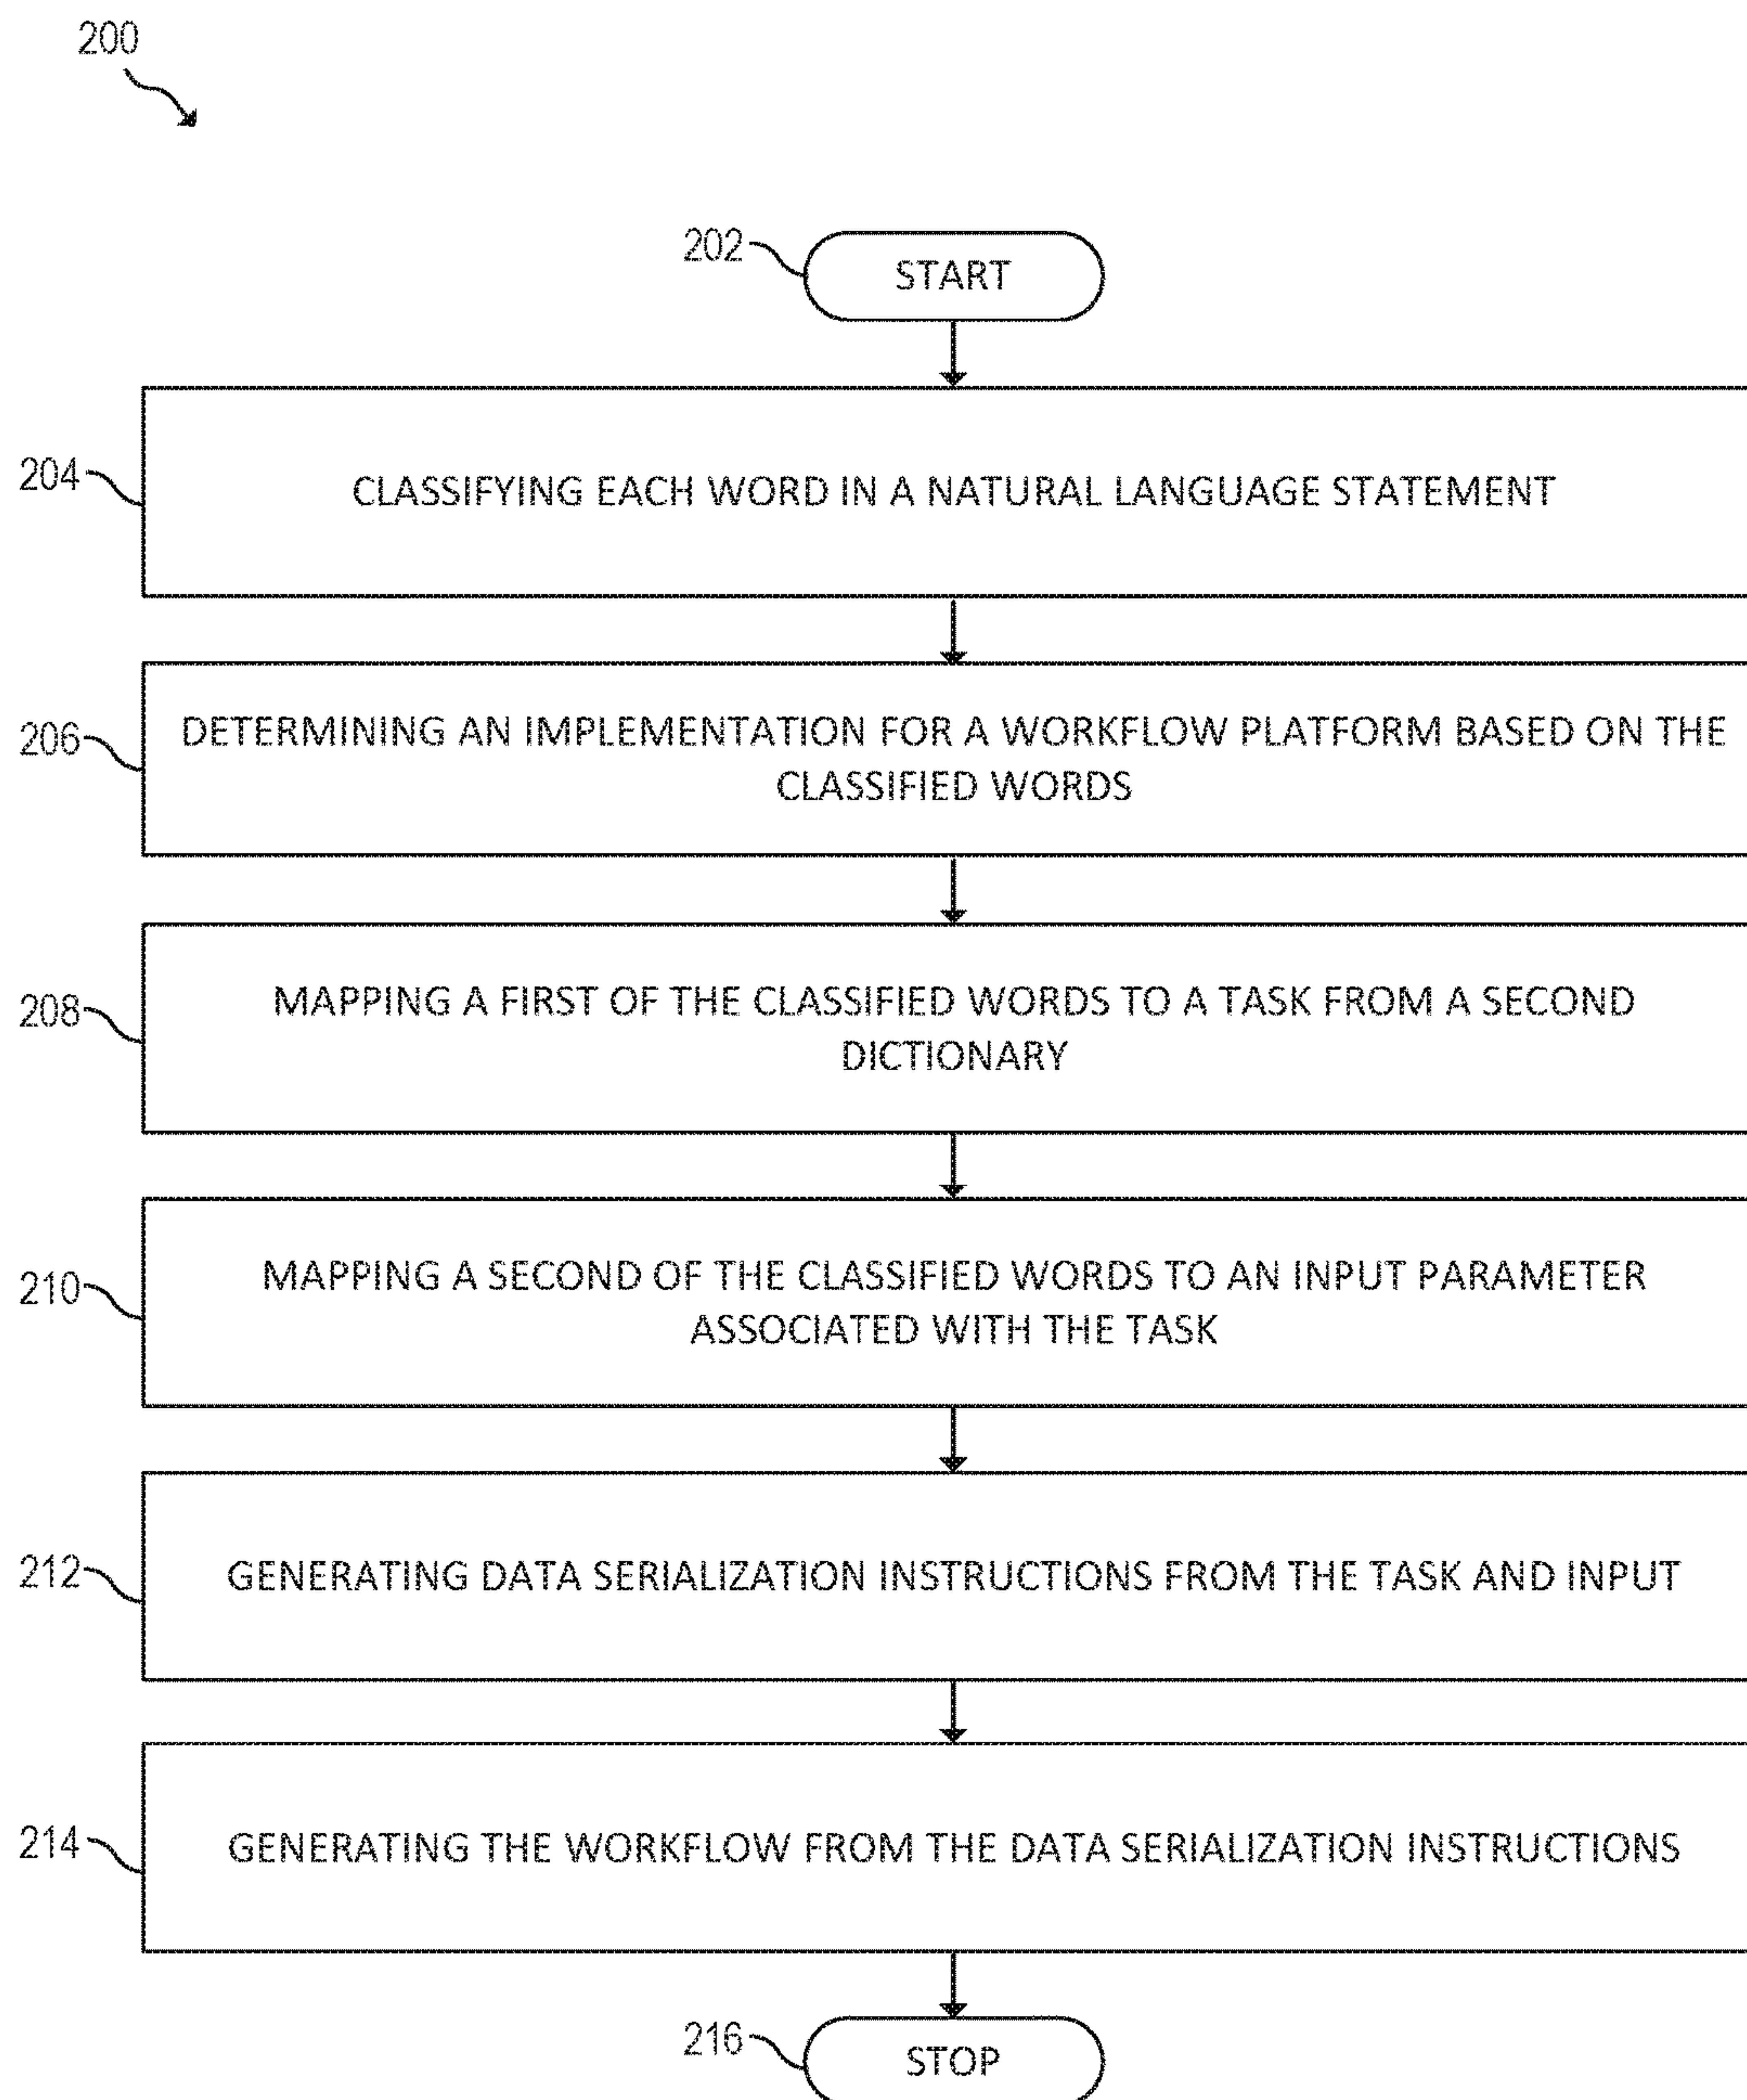 200
202
START
204
CLASSIFYING EACH WORD IN A NATURAL LANGUAGE STATEMENT
206
DETERMINING AN IMPLEMENTATION FOR A WORKFLOW PLATFORM BASED ON THE
CLASSIFIED WORDS
208
MAPPING A FIRST OF THE CLASSIFIED WORDS TO A TASK FROM A SECOND
DICTIONARY
210
MAPPING A SECOND OF THE CLASSIFIED WORDS TO AN INPUT PARAMETER
ASSOCIATED WITH THE TASK
212
GENERATING DATA SERIALIZATION INSTRUCTIONS FROM THE TASK AND INPUT
214
GENERATING THE WORKFLOW FROM THE DATA SERIALIZATION INSTRUCTIONS
216
STOP